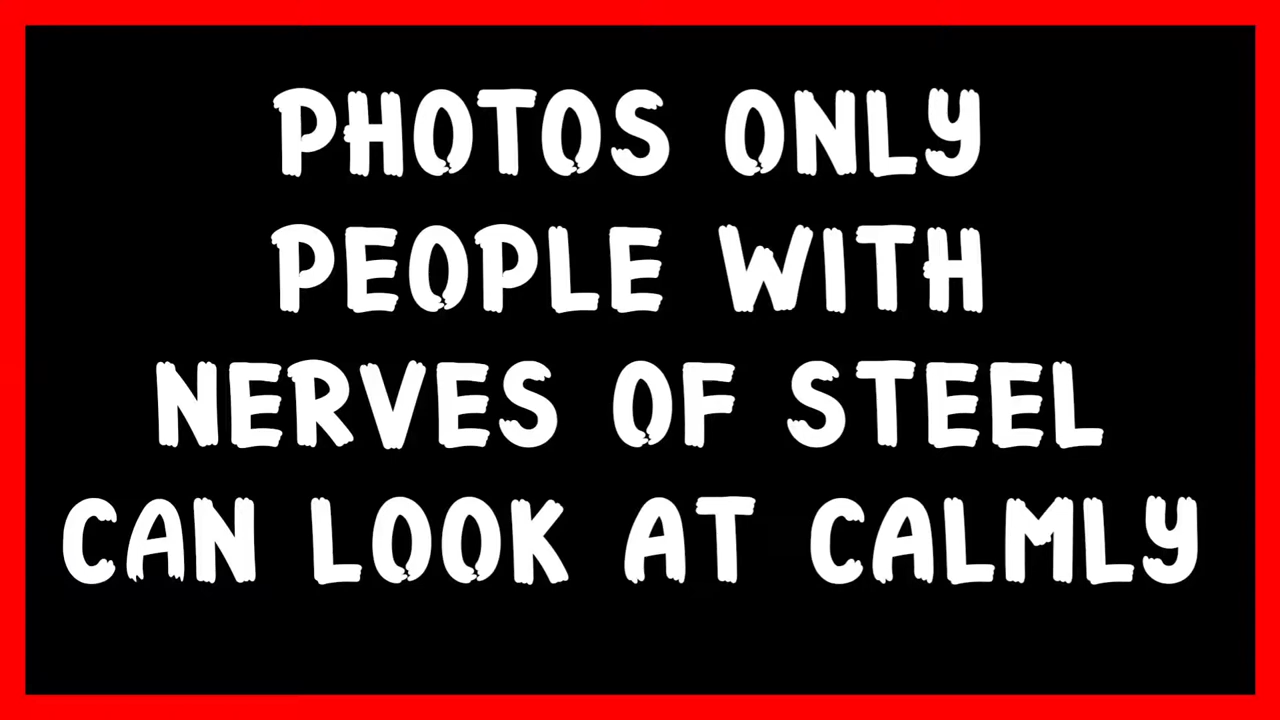 PHOTOS ONLY
PEOPLE WITH
NERVES OF STEEL
CAN LOOK AT CALMLY